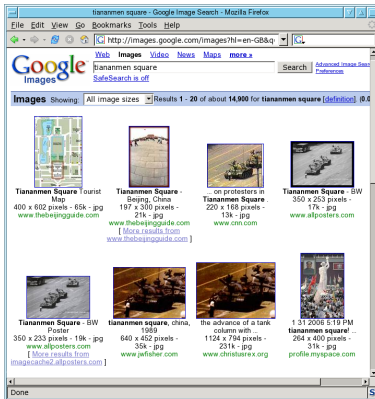 tiananmen square - Google Image Search - Mozilla Firefox
File Edit View Go Bookmarks Tools Help
http://images.google.com/images?hl=en-GB&q
G
Web Images Video News Maps more »
Google
Images
tiananmen square
Search
Advanced Image Sear
Preferences
SafeSearch is off
Images Showing: All image sizes Results 1 - 20 of about 14,900 for tiananmen square [definition]. (0.0
Tiananmen Square Tourist
Map
400 x 602 pixels - 65k - jpg
www.thebeijingguide.com
Tiananmen Square -
Beijing, China
197 x 300 pixels -
21k - jpg
www.thebeijingguide.com
[ More results from
www.thebeijingguide.com ]
... on protesters in
Tiananmen Square .
220 x 168 pixels -
13k - jpg
www.cnn.com
Tiananmen Square - BW
350 x 253 pixels -
17k - jpg
www.allposters.com
Tiananmen Square - BW
Poster
350 x 233 pixels - 19k - jpg
www.allposters.com
[ More results from
imagecache2.allposters.com ]
tiananmen square, china,
1989
640 x 452 pixels -
35k - jpg
www.jwfisher.com
the advance of a tank
column with ..
1124 x 794 pixels -
231k - jpg
www.christusrex.org
1 31 2006 5:19 PM
tiananmen square! ..
264 x 400 pixels -
31k - jpg
profile.myspace.com
Done
S